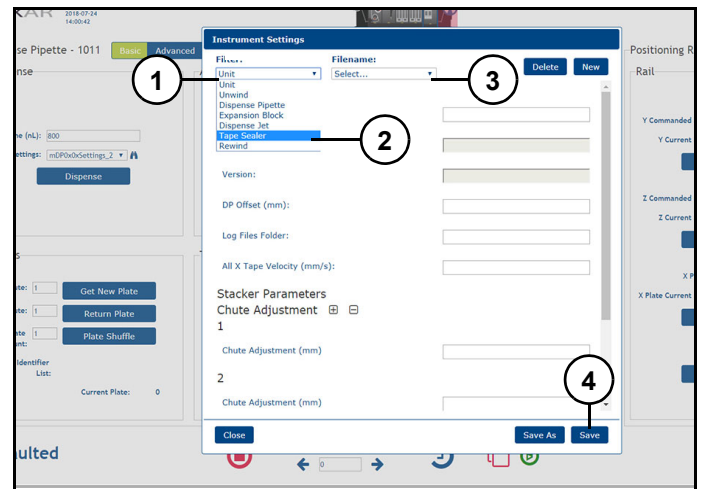 2018-07-24
14:00:42
se Pipette - 1011 Basic Advanced
nse
ne (nL): 800
ettings: mDP0x0xSettings_2
Dispense
s
ate: 1 Get New Plate
ate: 1 Return Plate
ate 1 Plate Shuffle
unt:
Identifier
List:
Current Plate: 0
aulted
0
Instrument Settings
Filter: Filename:
Unit Select... Delete New
Unit
Unwind
Dispense Pipette
Expansion Block
Dispense Jet
Tape Sealer
Rewind
1
2
3
4
Version:
DP Offset (mm):
Log Files Folder:
All X Tape Velocity (mm/s):
Stacker Parameters
Chute Adjustment
1
Chute Adjustment (mm)
2
Chute Adjustment (mm)
Close Save As Save
Positioning R
Rail
Y Commanded
Y Current
Z Commanded
Z Current
X P
X Plate Current